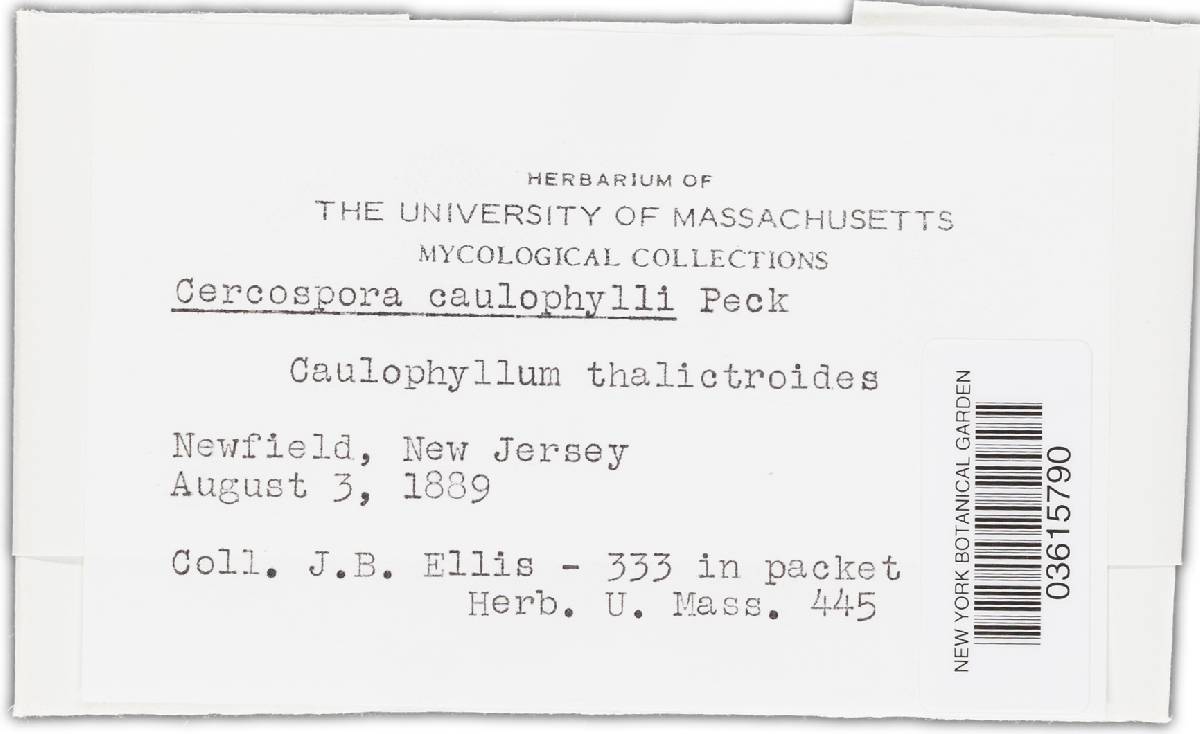 HERBARIUM OF
THE UNIVERSITY OF MASSACHUSETTS
MYCOLOGICAL COLLECTIONS
Cercospora caulophylli Peck
Caulophyllum thalictroides
Newfield, New Jersey
August 3, 1889
Coll. J.B. Ellis - 333 in packet
Herb. U. Mass. 445
NEW YORK BOTANICAL GARDEN
03615790